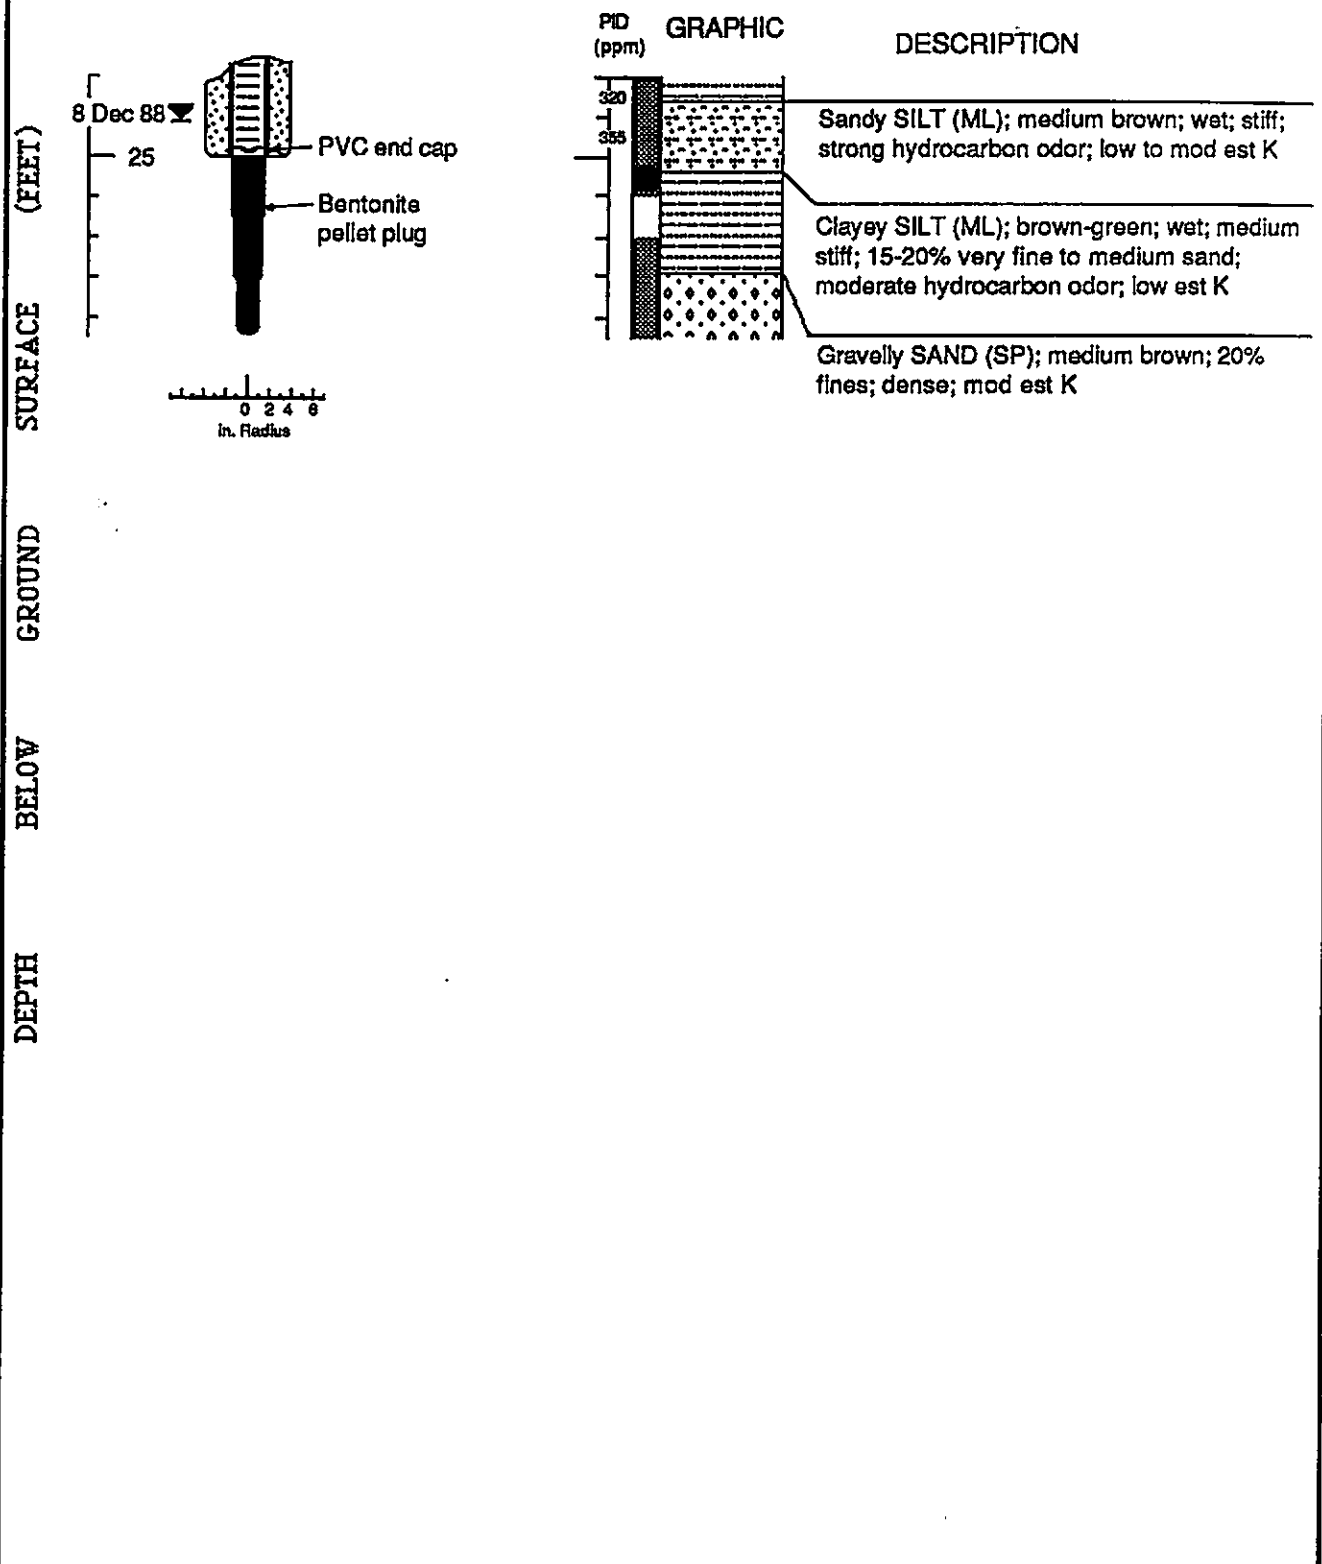 PID
(ppm)
GRAPHIC
DESCRIPTION
8 Dec 88
25
PVC end cap
Bentonite
pellet plug
0 2 4 6
in. Radius
320
355
Sandy SILT (ML); medium brown; wet; stiff;
strong hydrocarbon odor; low to mod est K
Clayey SILT (ML); brown-green; wet; medium
stiff; 15-20% very fine to medium sand;
moderate hydrocarbon odor; low est K
Gravelly SAND (SP); medium brown; 20%
fines; dense; mod est K
DEPTH BELOW GROUND SURFACE (FEET)